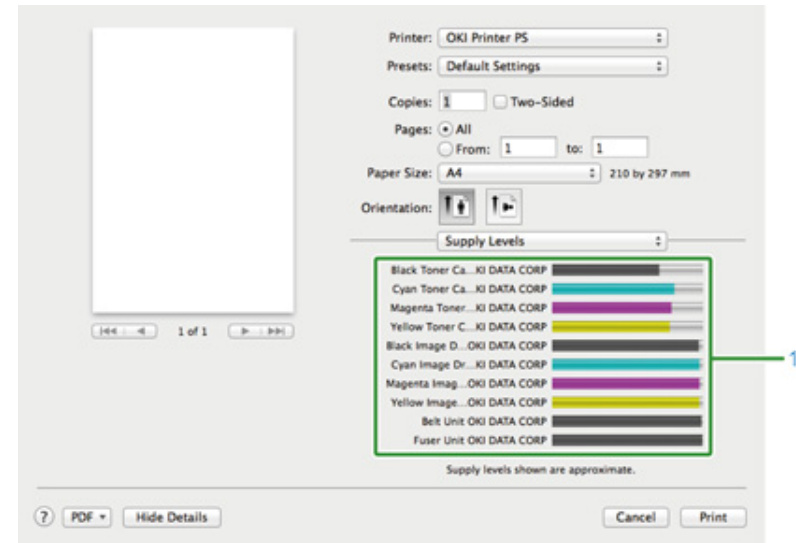 Printer: OKI Printer PS
Presets: Default Settings
Copies: 1 Two-Sided
Pages: All
From: 1 to: 1
Paper Size: A4 210 by 297 mm
Orientation:
Supply Levels
Black Toner Ca...KI DATA CORP
Cyan Toner Ca...KI DATA CORP
Magenta Toner...KI DATA CORP
Yellow Toner C...KI DATA CORP
Black Image D...OKI DATA CORP
Cyan Image Dr...KI DATA CORP
Magenta Imag...OKI DATA CORP
Yellow Image...OKI DATA CORP
Belt Unit OKI DATA CORP
Fuser Unit OKI DATA CORP
1
Supply levels shown are approximate.
1 of 1
? PDF Hide Details Cancel Print